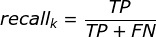 recall_k = TP / (TP + FN)